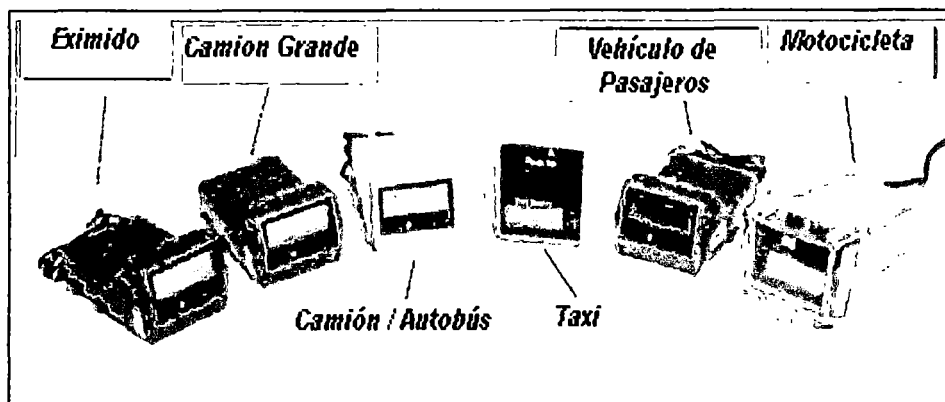 Eximido
Camion Grande
Vehículo de
Pasajeros
Motocicleta
Camión / Autobús
Taxi